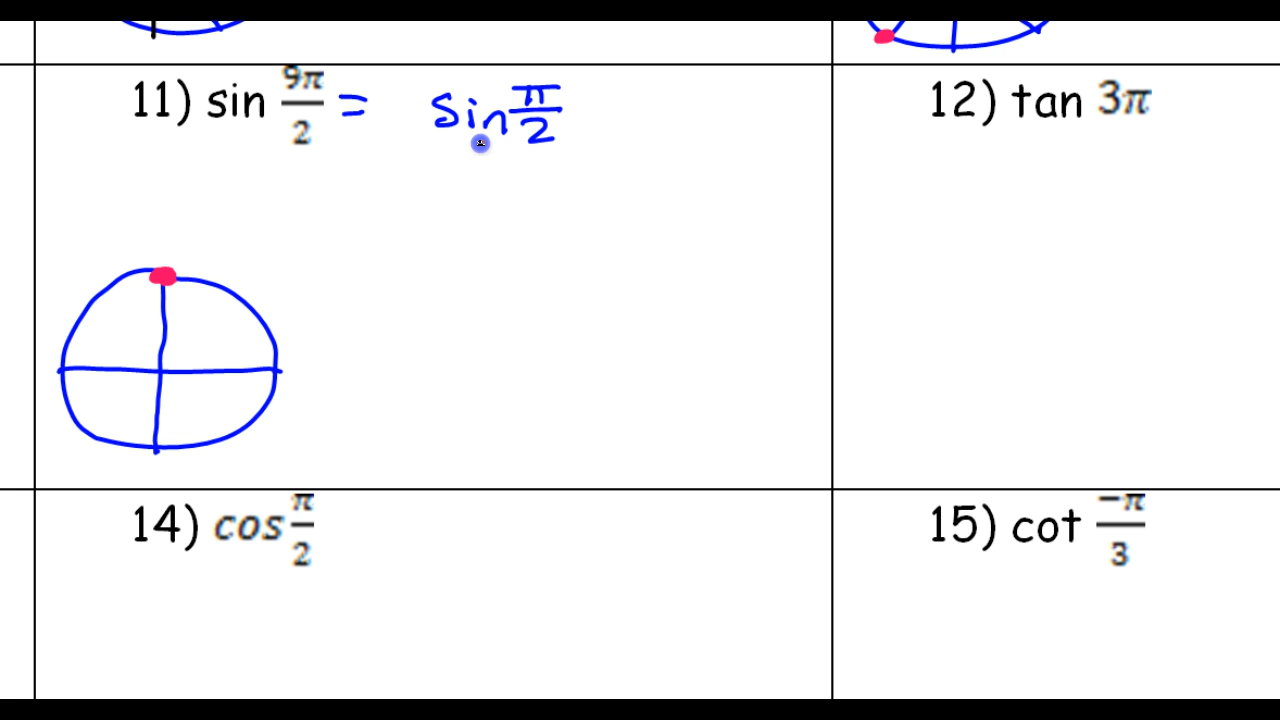 11) sin 9π/2 = sin π/2
12) tan 3π
14) cos π/2
15) cot -π/3